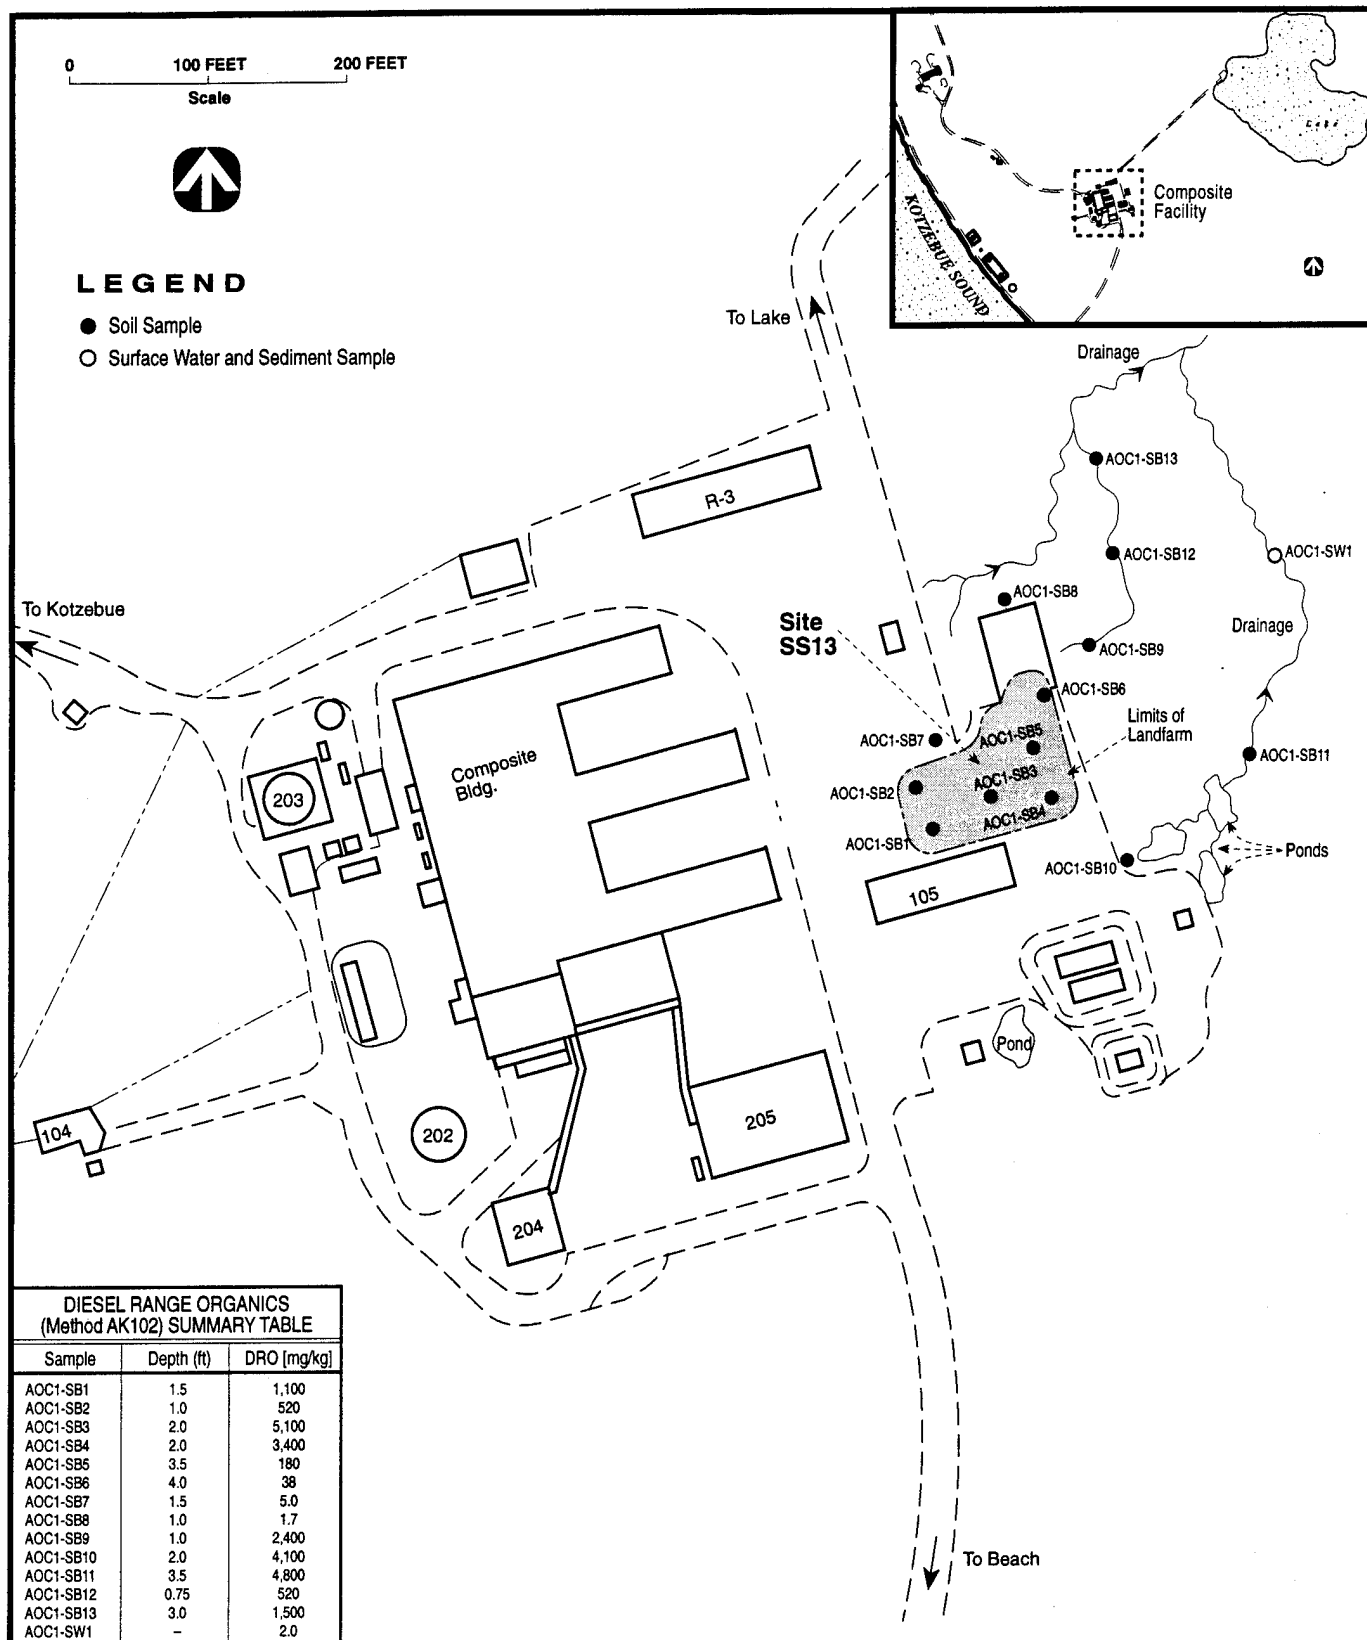 0 100 FEET 200 FEET
Scale
LEGEND
Soil Sample
Surface Water and Sediment Sample
Lake
Composite
Facility
KOTZEBUE SOUND
To Lake
Drainage
AOC1-SB13
R-3
AOC1-SB12
AOC1-SW1
To Kotzebue
AOC1-SB8
Site
SS13
Drainage
AOC1-SB9
AOC1-SB6
Limits of
Landfarm
AOC1-SB7
AOC1-SB5
AOC1-SB11
Composite
Bldg.
203
AOC1-SB3
AOC1-SB2
AOC1-SB4
AOC1-SB1
Ponds
AOC1-SB10
105
Pond
104
202
205
204
To Beach
DIESEL RANGE ORGANICS
(Method AK102) SUMMARY TABLE
Sample Depth (ft) DRO [mg/kg]
AOC1-SB1 1.5 1,100
AOC1-SB2 1.0 520
AOC1-SB3 2.0 5,100
AOC1-SB4 2.0 3,400
AOC1-SB5 3.5 180
AOC1-SB6 4.0 38
AOC1-SB7 1.5 5.0
AOC1-SB8 1.0 1.7
AOC1-SB9 1.0 2,400
AOC1-SB10 2.0 4,100
AOC1-SB11 3.5 4,800
AOC1-SB12 0.75 520
AOC1-SB13 3.0 1,500
AOC1-SW1 – 2.0